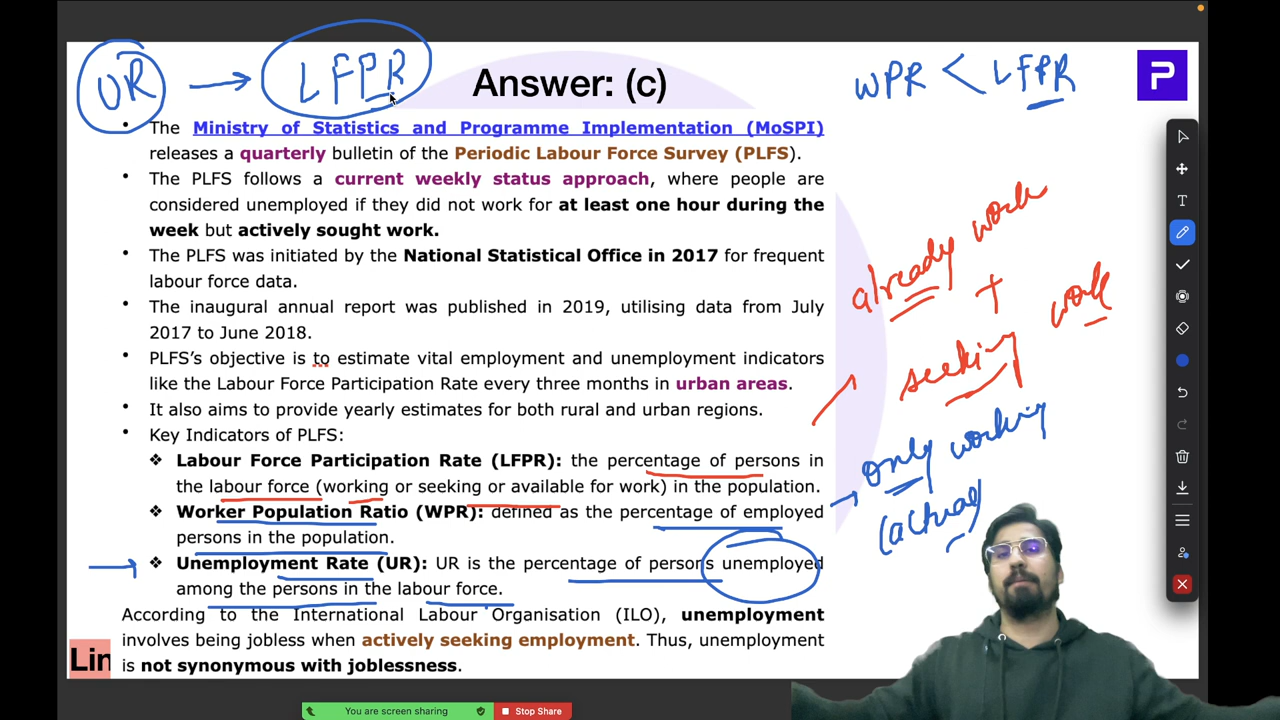 UR → LFPR
Answer: (c)
WPR < LFPR
P
• The Ministry of Statistics and Programme Implementation (MoSPI)
releases a quarterly bulletin of the Periodic Labour Force Survey (PLFS).
• The PLFS follows a current weekly status approach, where people are
considered unemployed if they did not work for at least one hour during the
week but actively sought work.
• The PLFS was initiated by the National Statistical Office in 2017 for frequent
labour force data.
• The inaugural annual report was published in 2019, utilising data from July
2017 to June 2018.
• PLFS's objective is to estimate vital employment and unemployment indicators
like the Labour Force Participation Rate every three months in urban areas.
• It also aims to provide yearly estimates for both rural and urban regions.
• Key Indicators of PLFS:
❖ Labour Force Participation Rate (LFPR): the percentage of persons in
the labour force (working or seeking or available for work) in the population.
❖ Worker Population Ratio (WPR): defined as the percentage of employed
persons in the population.
❖ Unemployment Rate (UR): UR is the percentage of persons unemployed
among the persons in the labour force.
According to the International Labour Organisation (ILO), unemployment
involves being jobless when actively seeking employment. Thus, unemployment
is not synonymous with joblessness.
already work
+
seeking work
only working
Lin
T
You are screen sharing
Stop Share